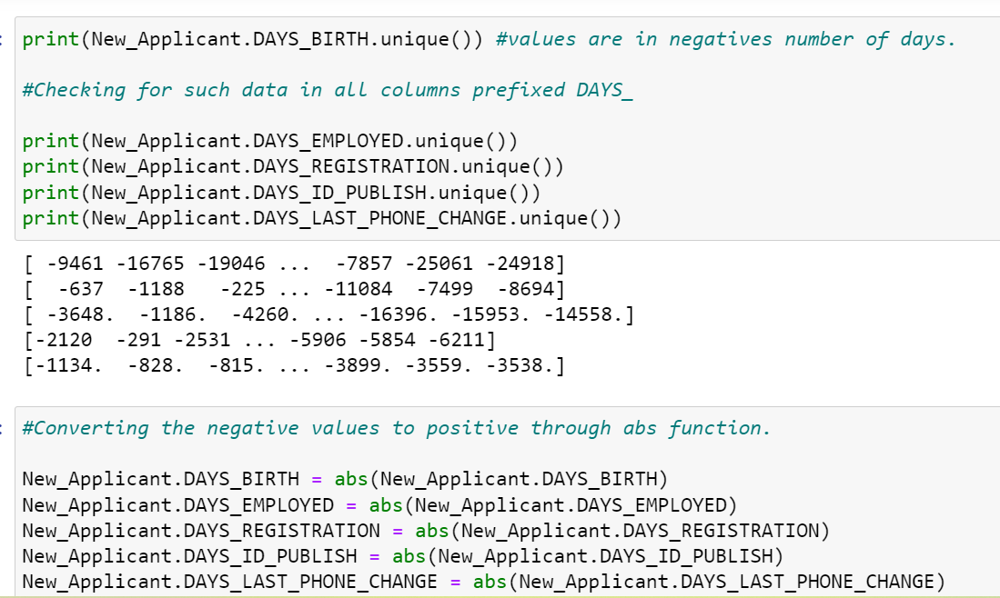 print(New_Applicant.DAYS_BIRTH.unique()) #values are in negatives number of days.
#Checking for such data in all columns prefixed DAYS_
print(New_Applicant.DAYS_EMPLOYED.unique())
print(New_Applicant.DAYS_REGISTRATION.unique())
print(New_Applicant.DAYS_ID_PUBLISH.unique())
print(New_Applicant.DAYS_LAST_PHONE_CHANGE.unique())
[ -9461 -16765 -19046 ...  -7857 -25061 -24918]
[  -637  -1188   -225 ... -11084  -7499  -8694]
[ -3648.  -1186.  -4260. ... -16396. -15953. -14558.]
[-2120  -291 -2531 ... -5906 -5854 -6211]
[-1134.  -828.  -815. ... -3899. -3559. -3538.]
#Converting the negative values to positive through abs function.
New_Applicant.DAYS_BIRTH = abs(New_Applicant.DAYS_BIRTH)
New_Applicant.DAYS_EMPLOYED = abs(New_Applicant.DAYS_EMPLOYED)
New_Applicant.DAYS_REGISTRATION = abs(New_Applicant.DAYS_REGISTRATION)
New_Applicant.DAYS_ID_PUBLISH = abs(New_Applicant.DAYS_ID_PUBLISH)
New_Applicant.DAYS_LAST_PHONE_CHANGE = abs(New_Applicant.DAYS_LAST_PHONE_CHANGE)